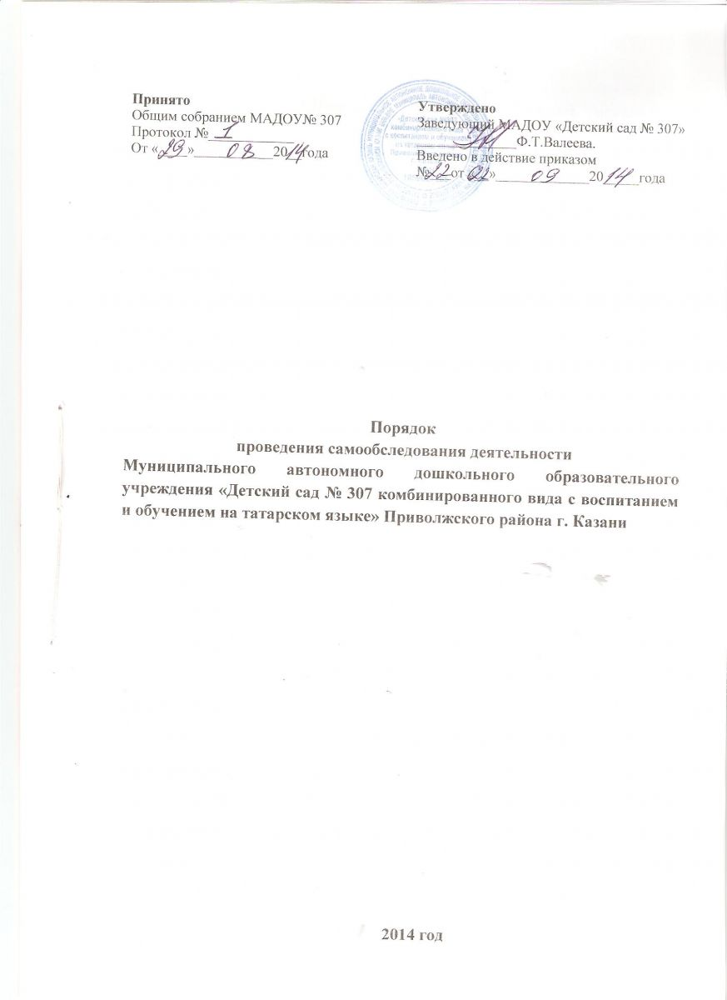 Принято
Общим собранием МАДОУ№ 307
Протокол № 1
От «29 » 08 2014 года
Утверждено
Заведующий МАДОУ «Детский сад № 307»
Ф.Т.Валеева.
Введено в действие приказом
№ 22 от 02» 09 2014 года
Порядок
проведения самообследования деятельности
Муниципального автономного дошкольного образовательного
учреждения «Детский сад № 307 комбинированного вида с воспитанием
и обучением на татарском языке» Приволжского района г. Казани
2014 год